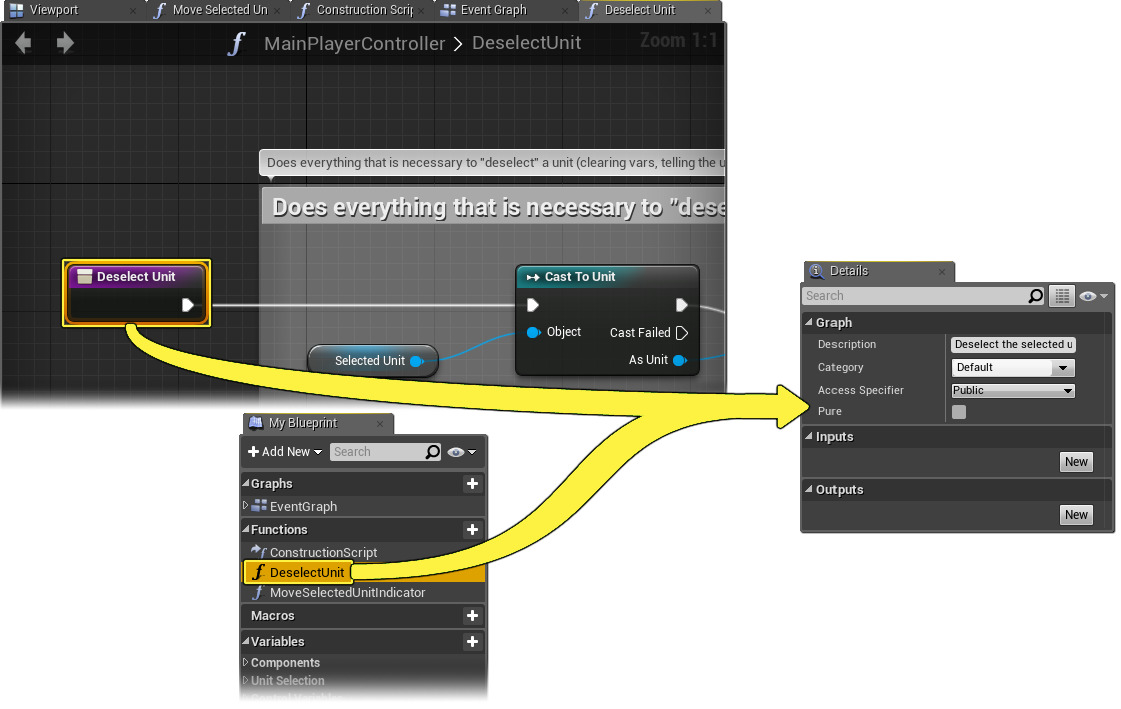 Viewport
Move Selected Un
Construction Scrip
Event Graph
Deselect Unit
MainPlayerController > DeselectUnit
Zoom 1:1
Does everything that is necessary to "deselect" a unit (clearing vars, telling the u
Does everything that is necessary to "dese
Deselect Unit
Cast To Unit
Object
Cast Failed
Selected Unit
As Unit
Details
Search
Graph
Description
Deselect the selected u
Category
Default
Access Specifier
Public
Pure
Inputs
New
Outputs
New
My Blueprint
Add New
Search
Graphs
EventGraph
Functions
ConstructionScript
DeselectUnit
MoveSelectedUnitIndicator
Macros
Variables
Components
Unit Selection